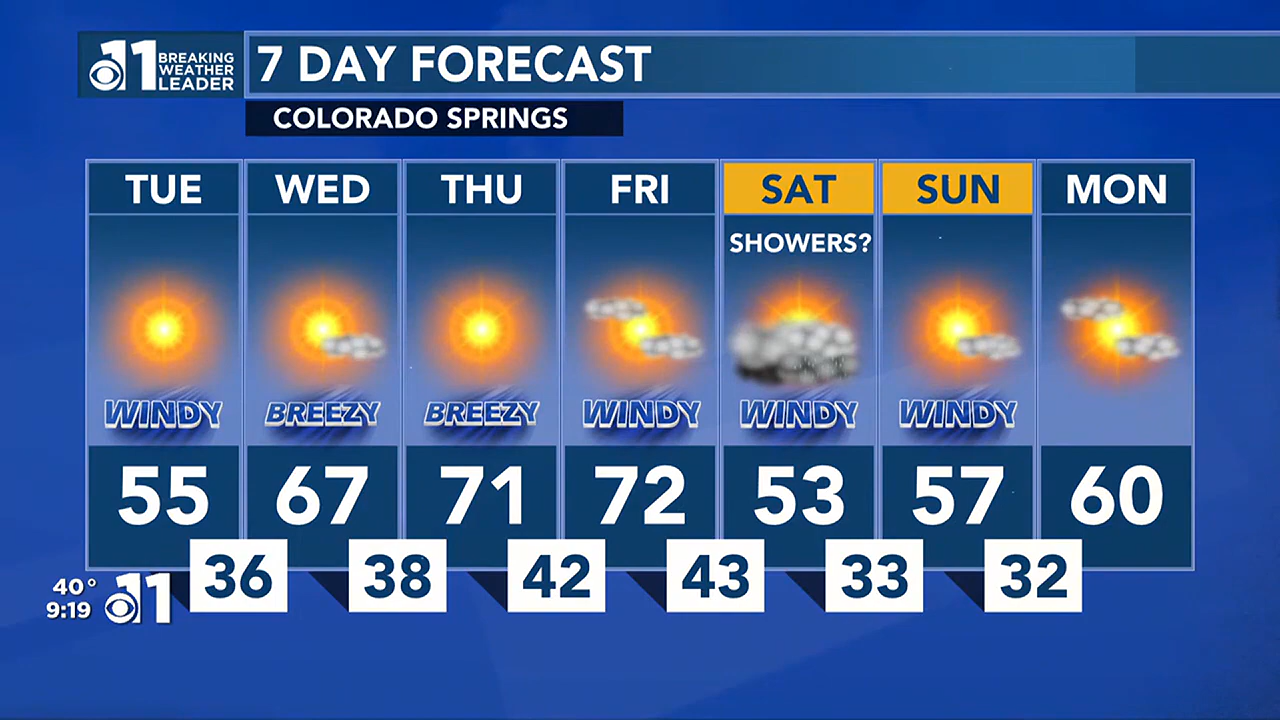 11 BREAKING
WEATHER
LEADER
7 DAY FORECAST
COLORADO SPRINGS
TUE WED THU FRI SAT SUN MON
SHOWERS?
WINDY BREEZY BREEZY WINDY WINDY WINDY
55 67 71 72 53 57 60
36 38 42 43 33 32
40°
9:19
11